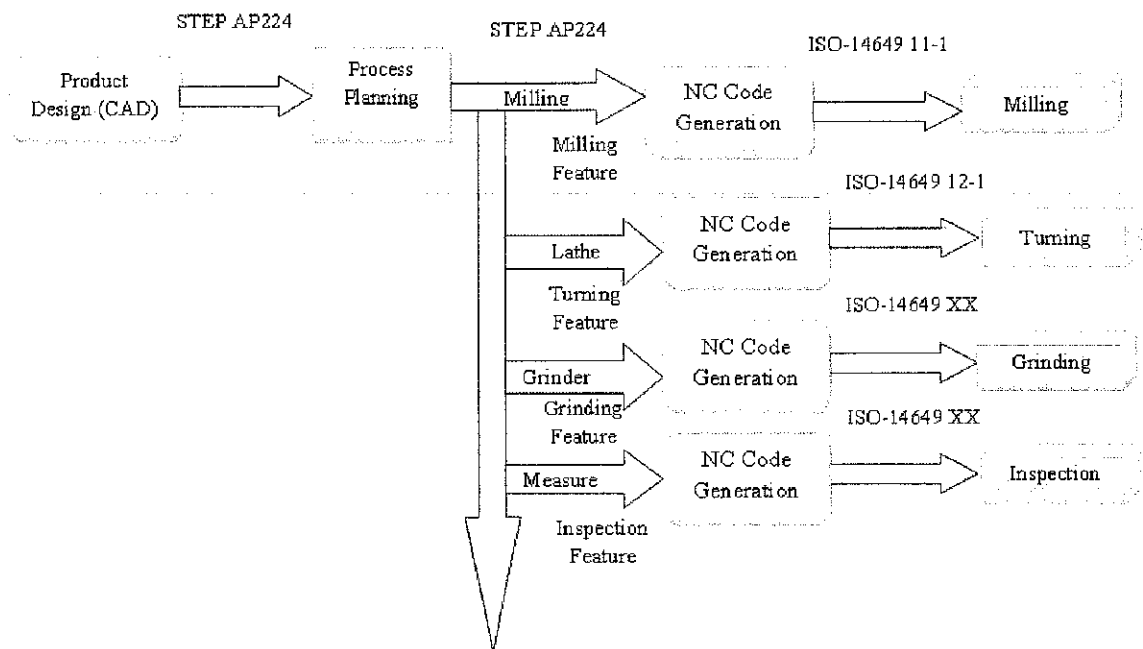 STEP AP224
STEP AP224
ISO-14649 11-1
Product
Design (CAD)
Process
Planning
Milling
NC Code
Generation
Milling
Milling
Feature
ISO-14649 12-1
Lathe
NC Code
Generation
Turning
Turning
Feature
ISO-14649 XX
Grinder
NC Code
Generation
Grinding
Grinding
Feature
ISO-14649 XX
Measure
NC Code
Generation
Inspection
Inspection
Feature